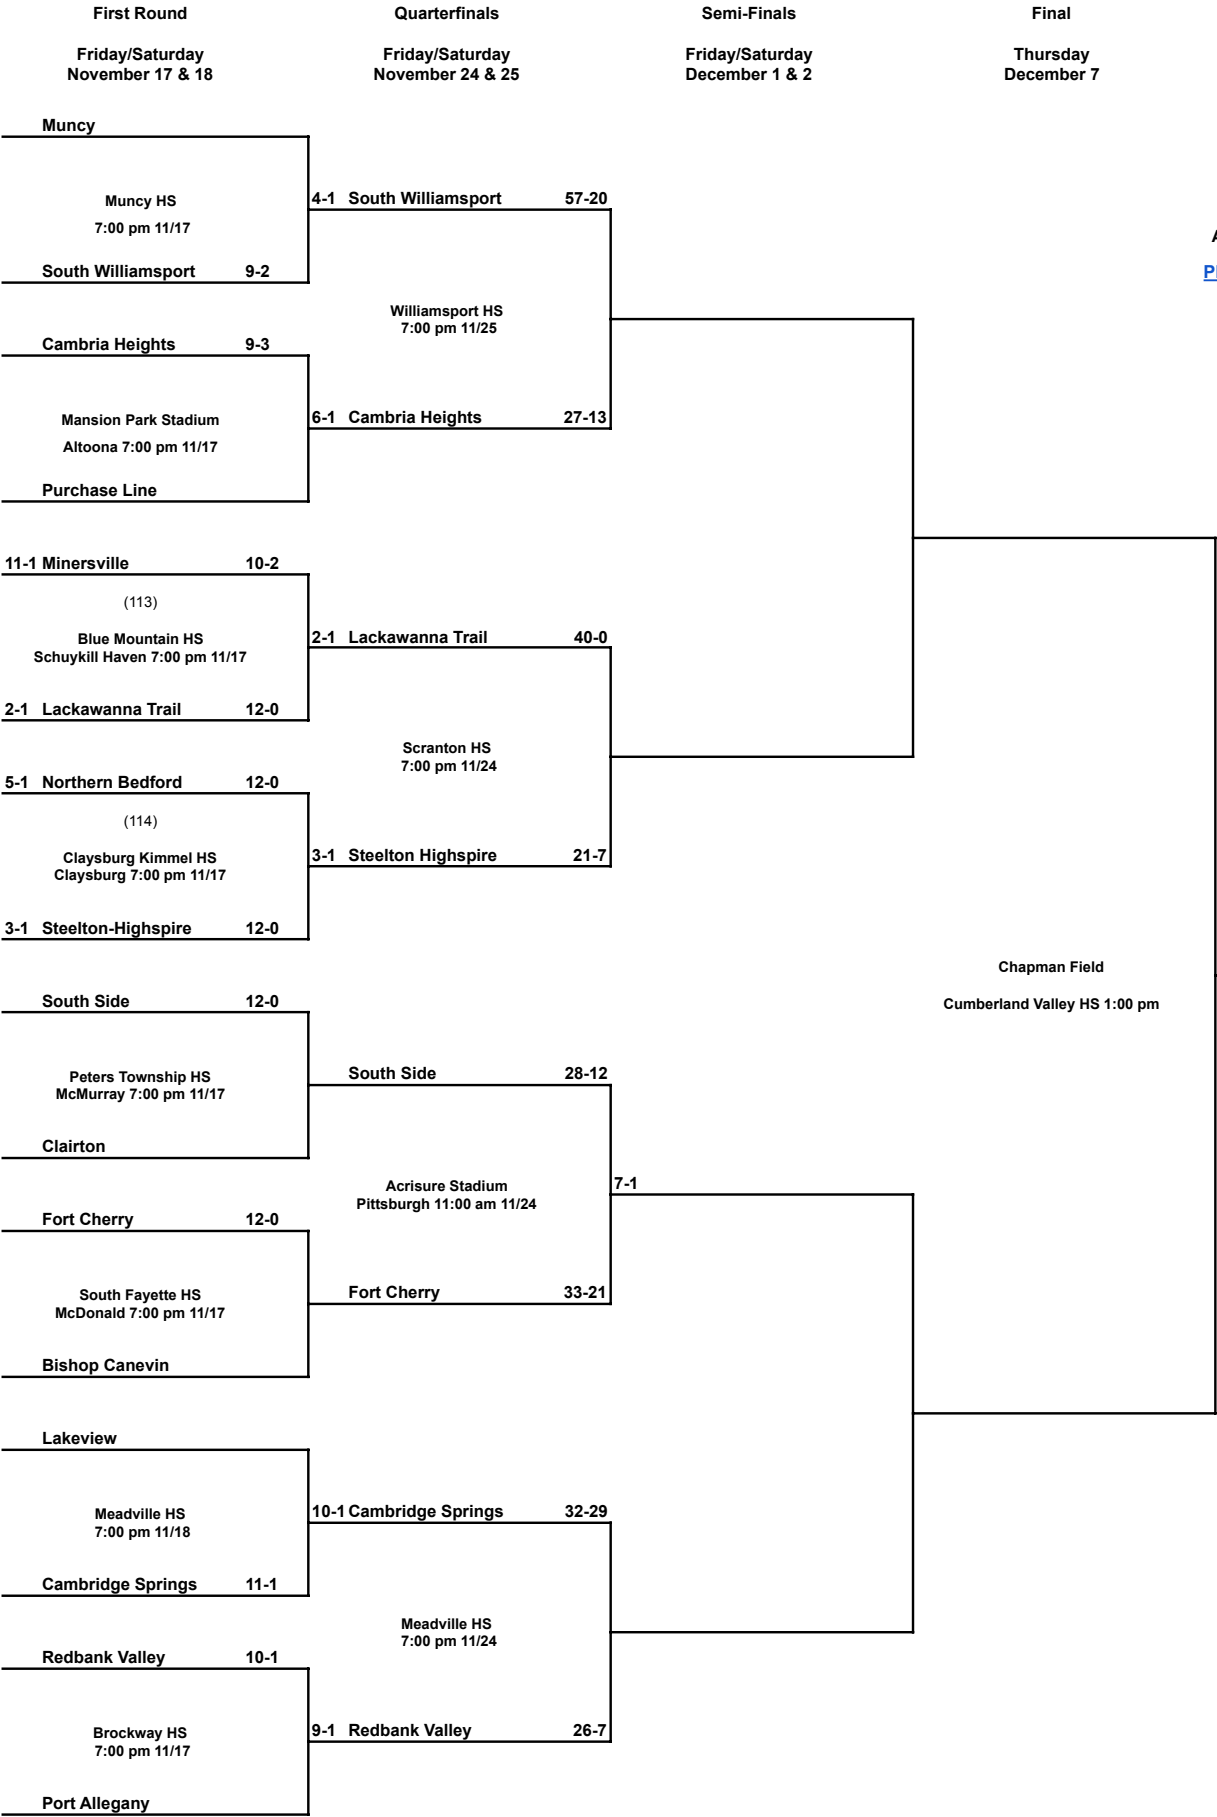 First Round Quarterfinals Semi-Finals Final
Friday/Saturday Friday/Saturday Friday/Saturday Thursday
November 17 & 18 November 24 & 25 December 1 & 2 December 7
Muncy
Muncy HS
4-1 South Williamsport 57-20
7:00 pm 11/17
South Williamsport 9-2
Williamsport HS
7:00 pm 11/25
Cambria Heights 9-3
Mansion Park Stadium
6-1 Cambria Heights 27-13
Altoona 7:00 pm 11/17
Purchase Line
11-1 Minersville 10-2
(113)
Blue Mountain HS
2-1 Lackawanna Trail 40-0
Schuykill Haven 7:00 pm 11/17
2-1 Lackawanna Trail 12-0
Scranton HS
7:00 pm 11/24
5-1 Northern Bedford 12-0
(114)
Claysburg Kimmel HS
3-1 Steelton Highspire 21-7
Claysburg 7:00 pm 11/17
3-1 Steelton-Highspire 12-0
Chapman Field
South Side 12-0
Cumberland Valley HS 1:00 pm
Peters Township HS
South Side 28-12
McMurray 7:00 pm 11/17
Clairton
Acrisure Stadium
7-1
Pittsburgh 11:00 am 11/24
Fort Cherry 12-0
South Fayette HS
Fort Cherry 33-21
McDonald 7:00 pm 11/17
Bishop Canevin
Lakeview
Meadville HS
10-1 Cambridge Springs 32-29
7:00 pm 11/18
Cambridge Springs 11-1
Meadville HS
7:00 pm 11/24
Redbank Valley 10-1
Brockway HS
9-1 Redbank Valley 26-7
7:00 pm 11/17
Port Allegany